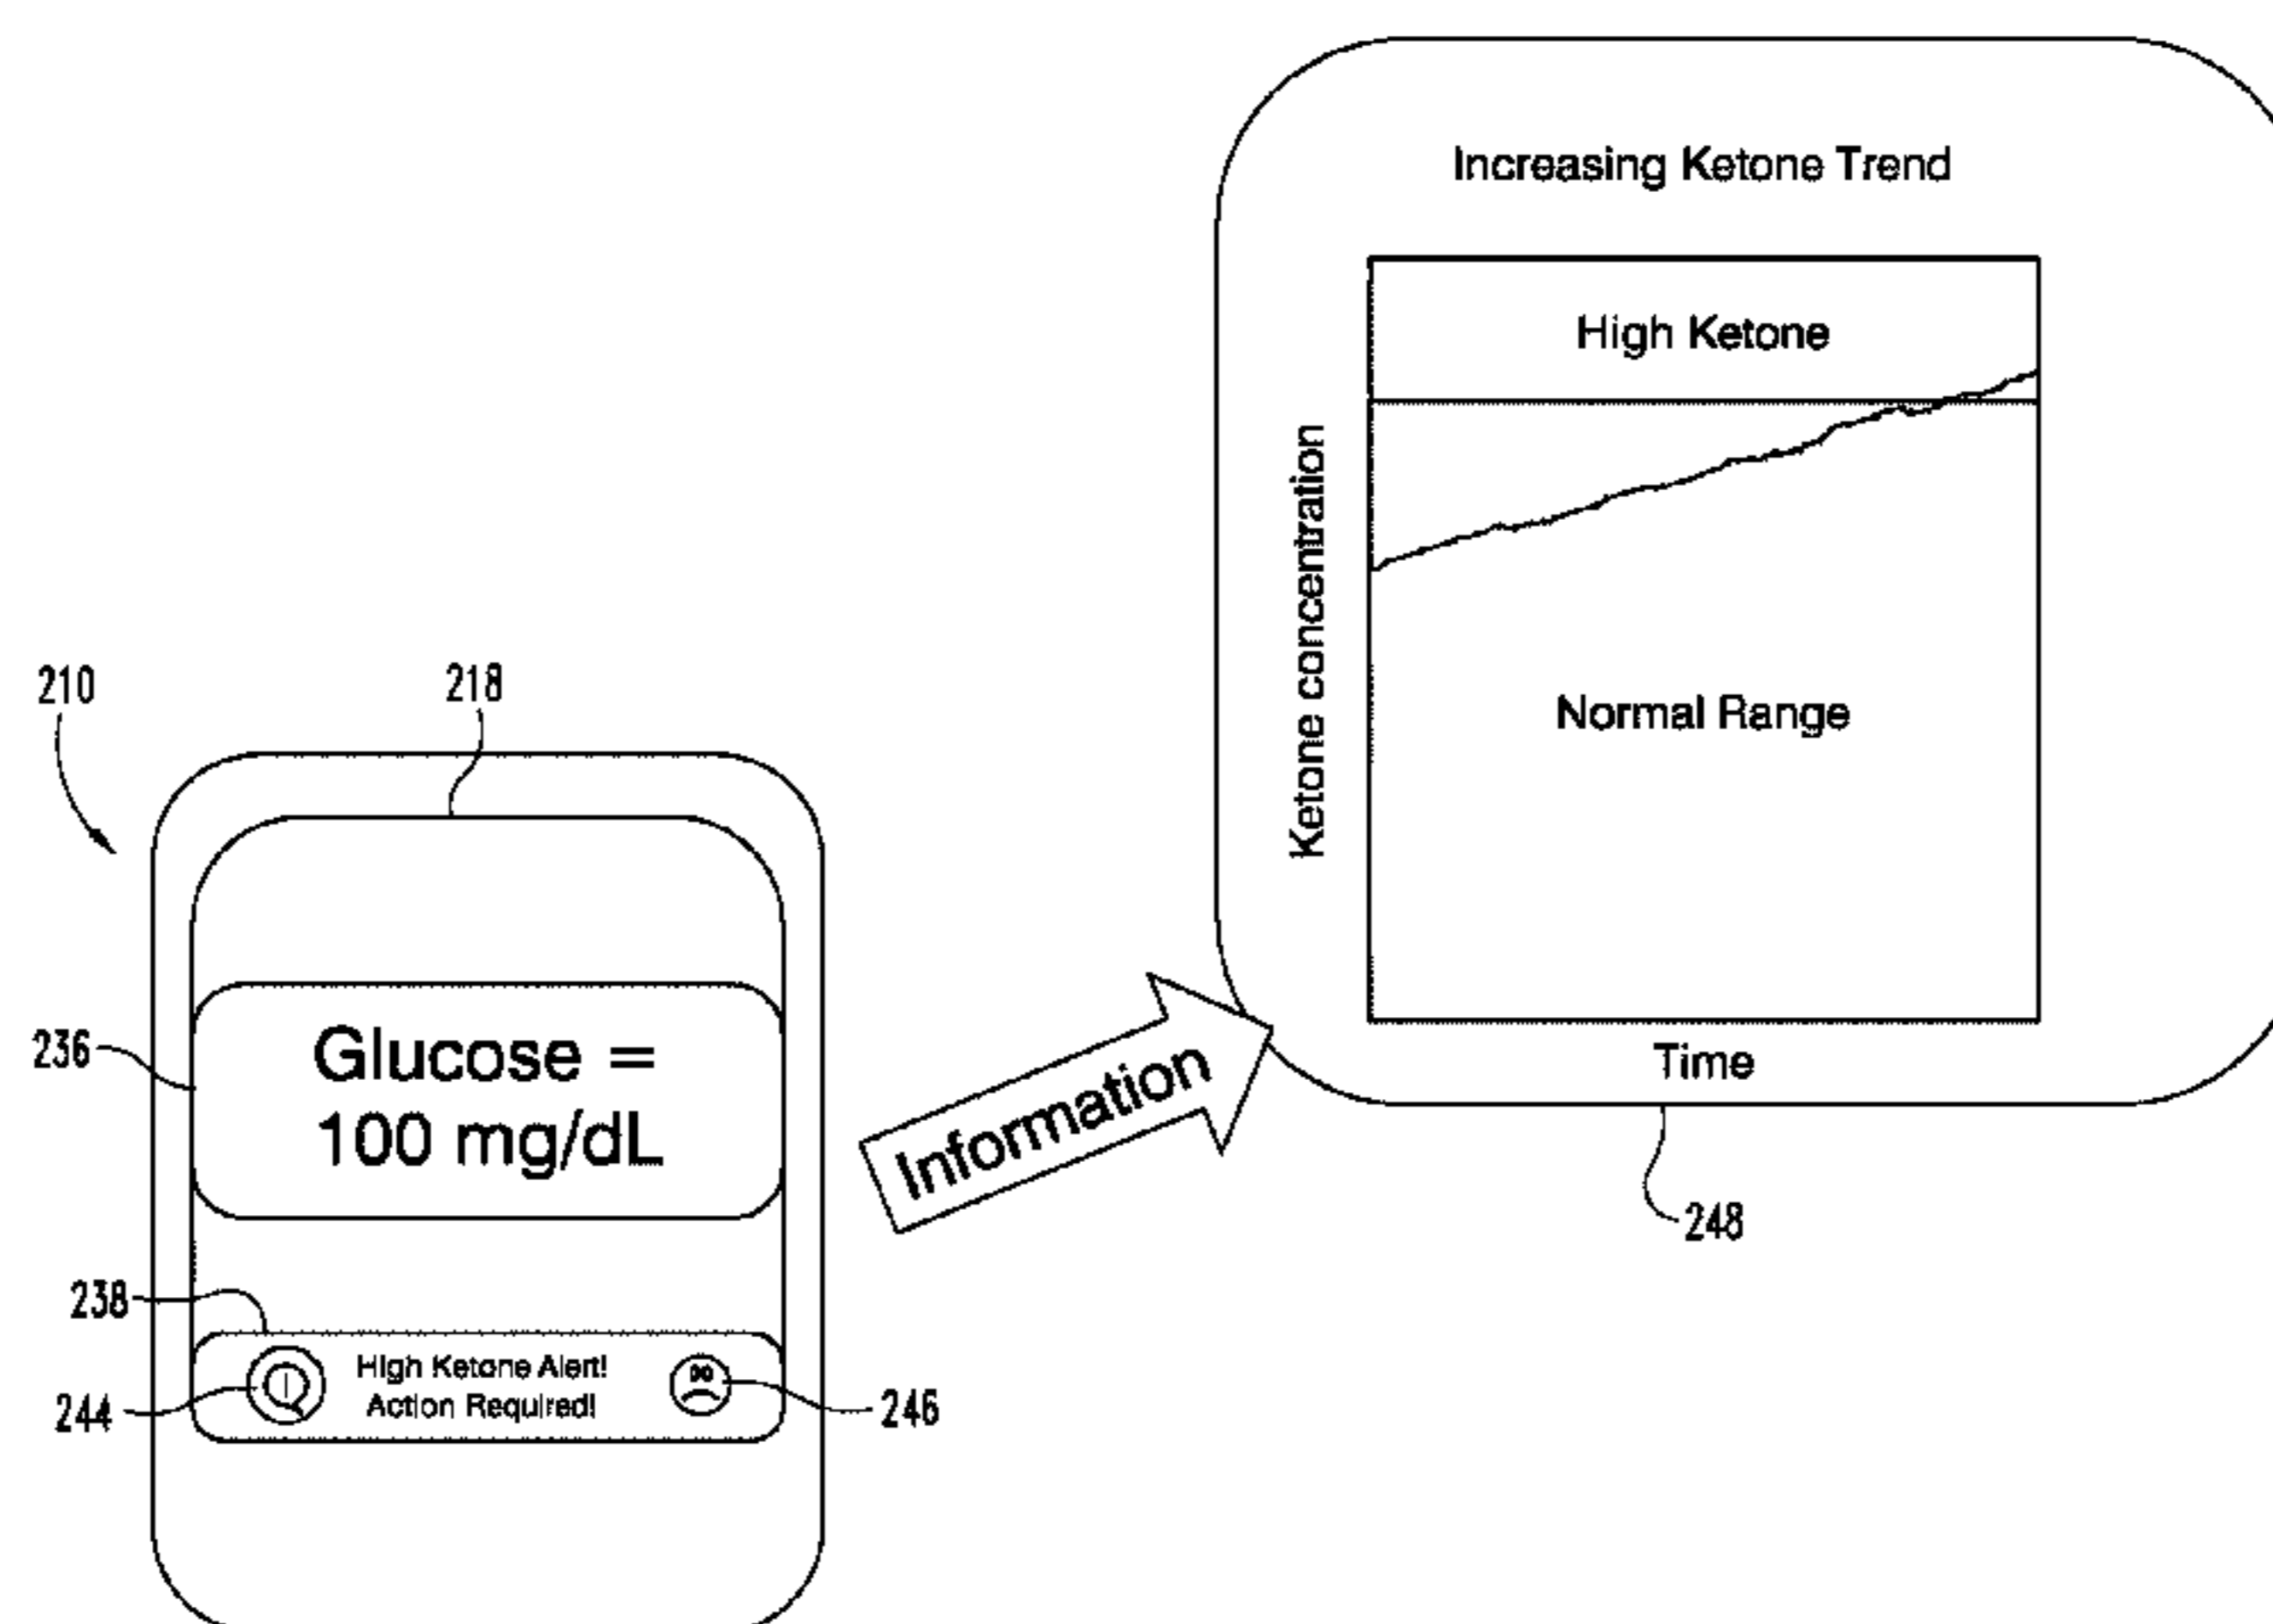 Increasing Ketone Trend
High Ketone
Ketone concentration
Normal Range
Time
248
210
218
236
Glucose =
100 mg/dL
Information
238
244
High Ketone Alert!
Action Required!
246